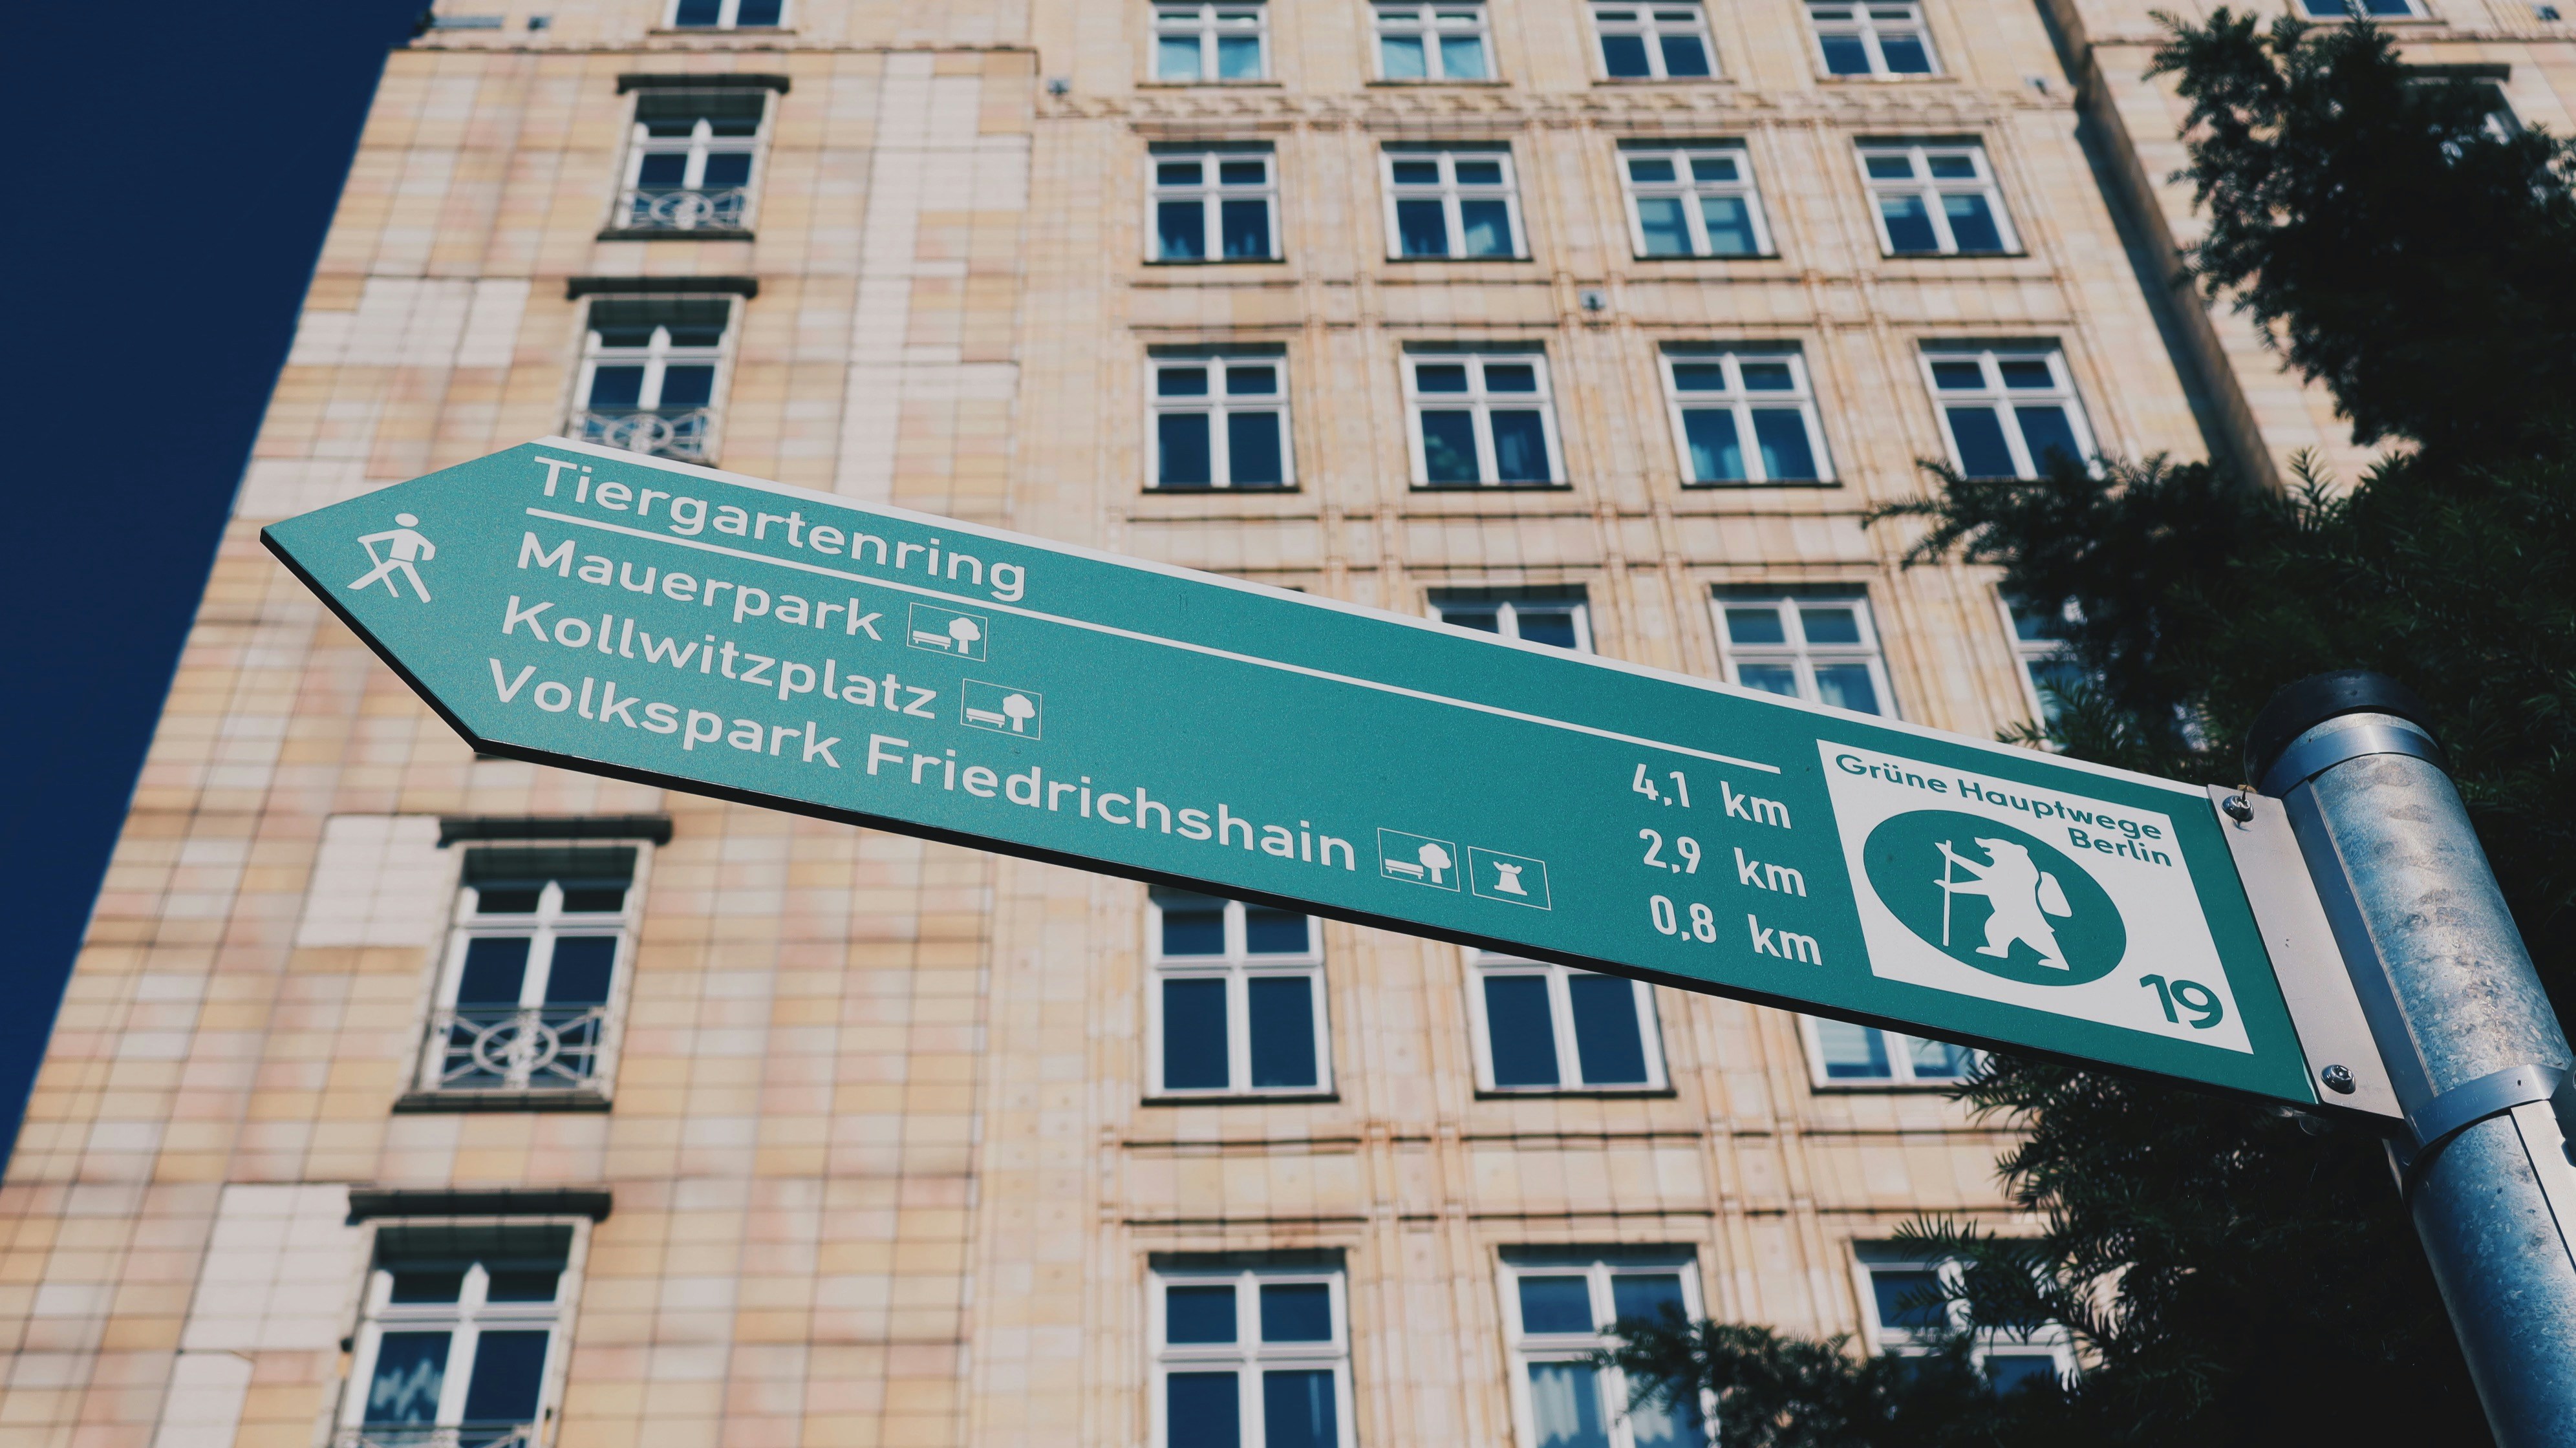 Tiergartenring
Mauerpark 4,1 km
Kollwitzplatz 2,9 km
Volkspark Friedrichshain 0,8 km
Grüne Hauptwege
Berlin
19